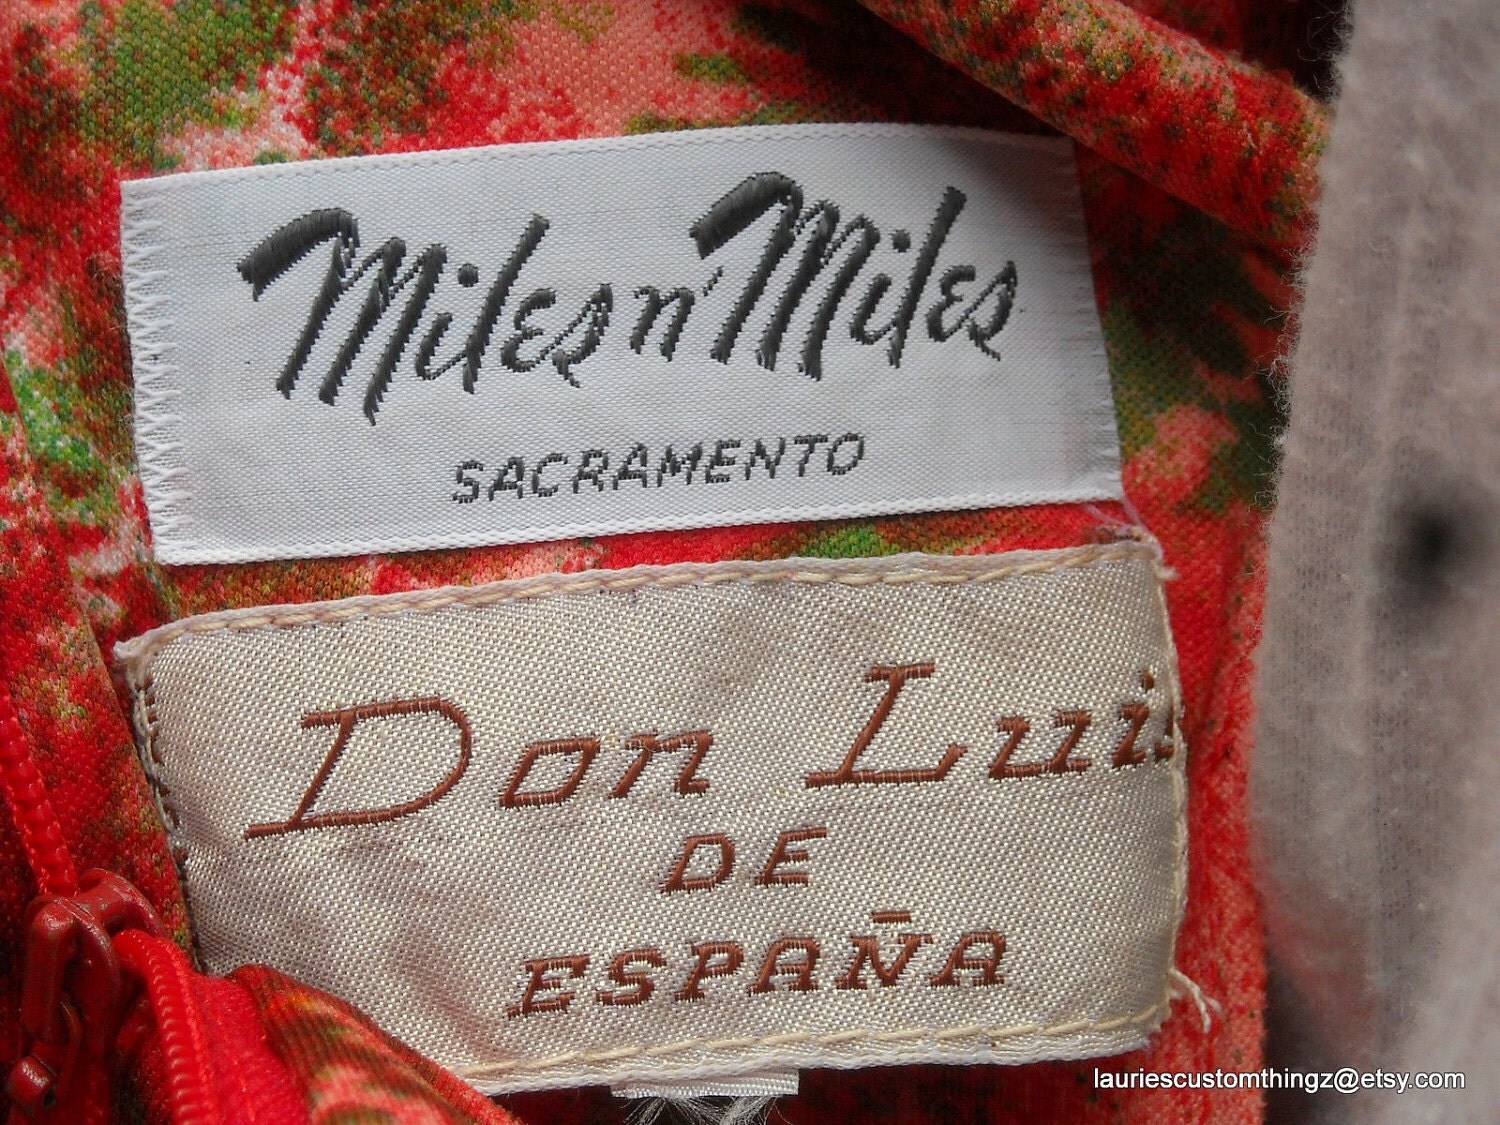 Miles n' Miles
SACRAMENTO
Don Luis
DE
ESPAÑA
lauriescustomthingz@etsy.com